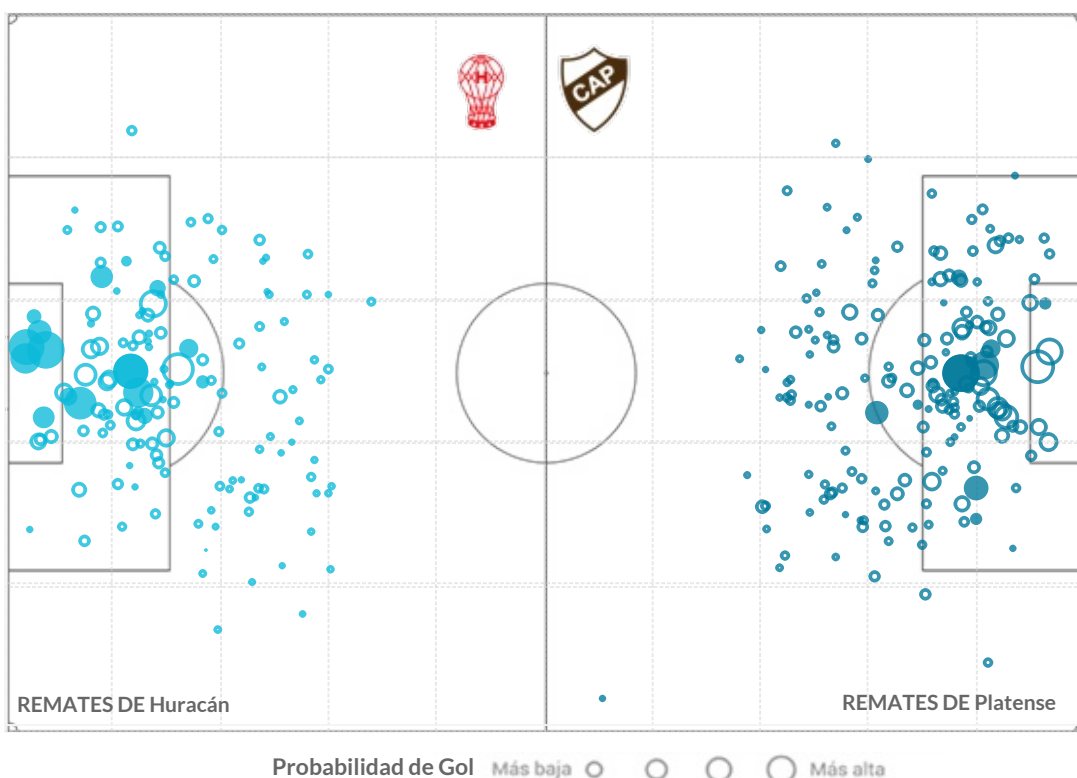 H
CAP
REMATES DE Huracán
REMATES DE Platense
Probabilidad de Gol Más baja Más alta